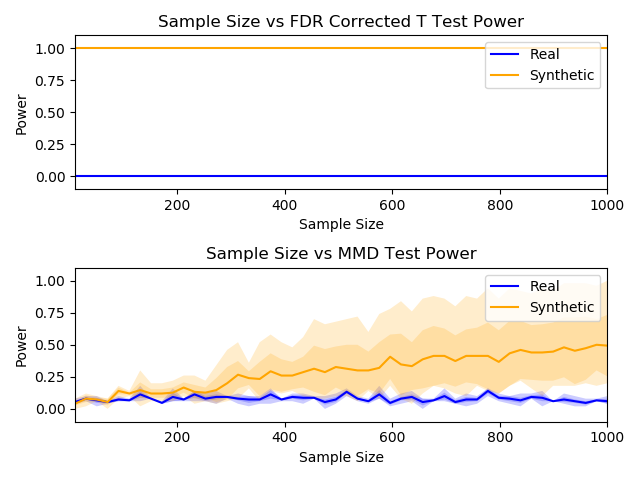 Sample Size vs FDR Corrected T Test Power
1.00
0.75
0.50
0.25
0.00
Power
Real
Synthetic
200 400 600 800 1000
Sample Size
Sample Size vs MMD Test Power
1.00
0.75
0.50
0.25
0.00
Power
Real
Synthetic
200 400 600 800 1000
Sample Size